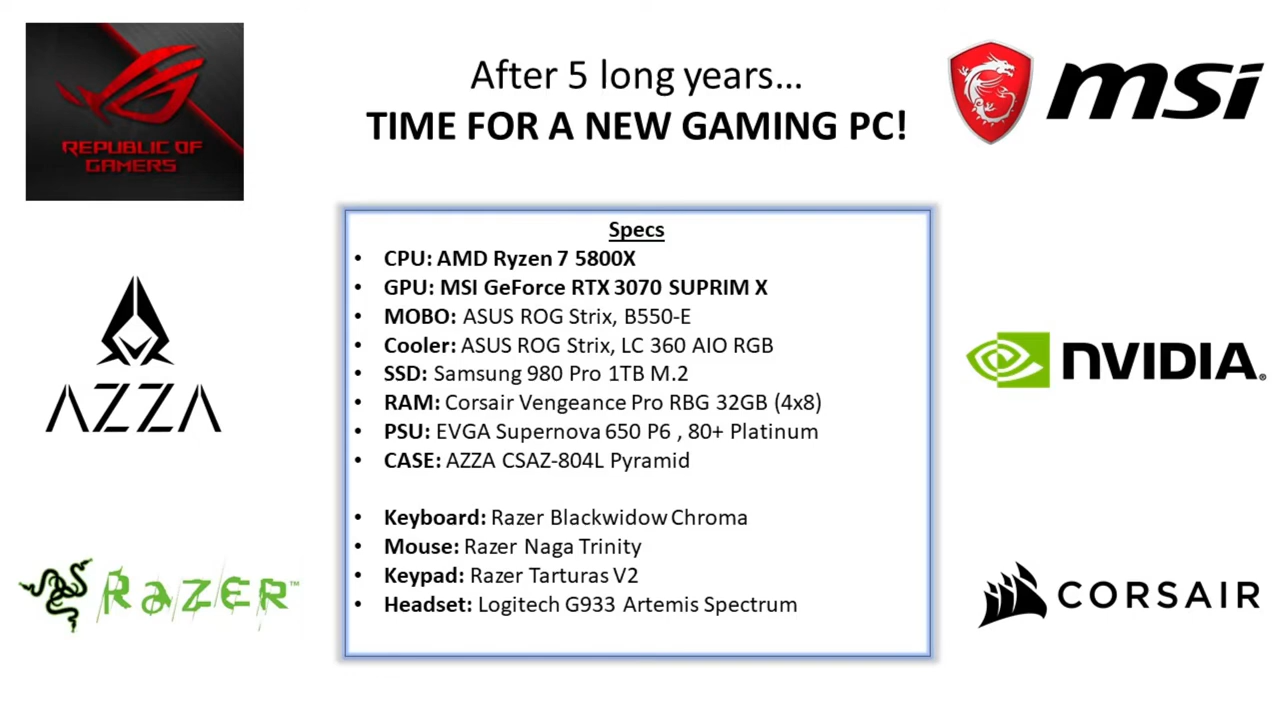 REPUBLIC OF
GAMERS
After 5 long years...
TIME FOR A NEW GAMING PC!
msi
AZZA
NVIDIA.
RAZER™
CORSAIR
Specs
• CPU: AMD Ryzen 7 5800X
• GPU: MSI GeForce RTX 3070 SUPRIM X
• MOBO: ASUS ROG Strix, B550-E
• Cooler: ASUS ROG Strix, LC 360 AIO RGB
• SSD: Samsung 980 Pro 1TB M.2
• RAM: Corsair Vengeance Pro RBG 32GB (4x8)
• PSU: EVGA Supernova 650 P6 , 80+ Platinum
• CASE: AZZA CSAZ-804L Pyramid
• Keyboard: Razer Blackwidow Chroma
• Mouse: Razer Naga Trinity
• Keypad: Razer Tarturas V2
• Headset: Logitech G933 Artemis Spectrum